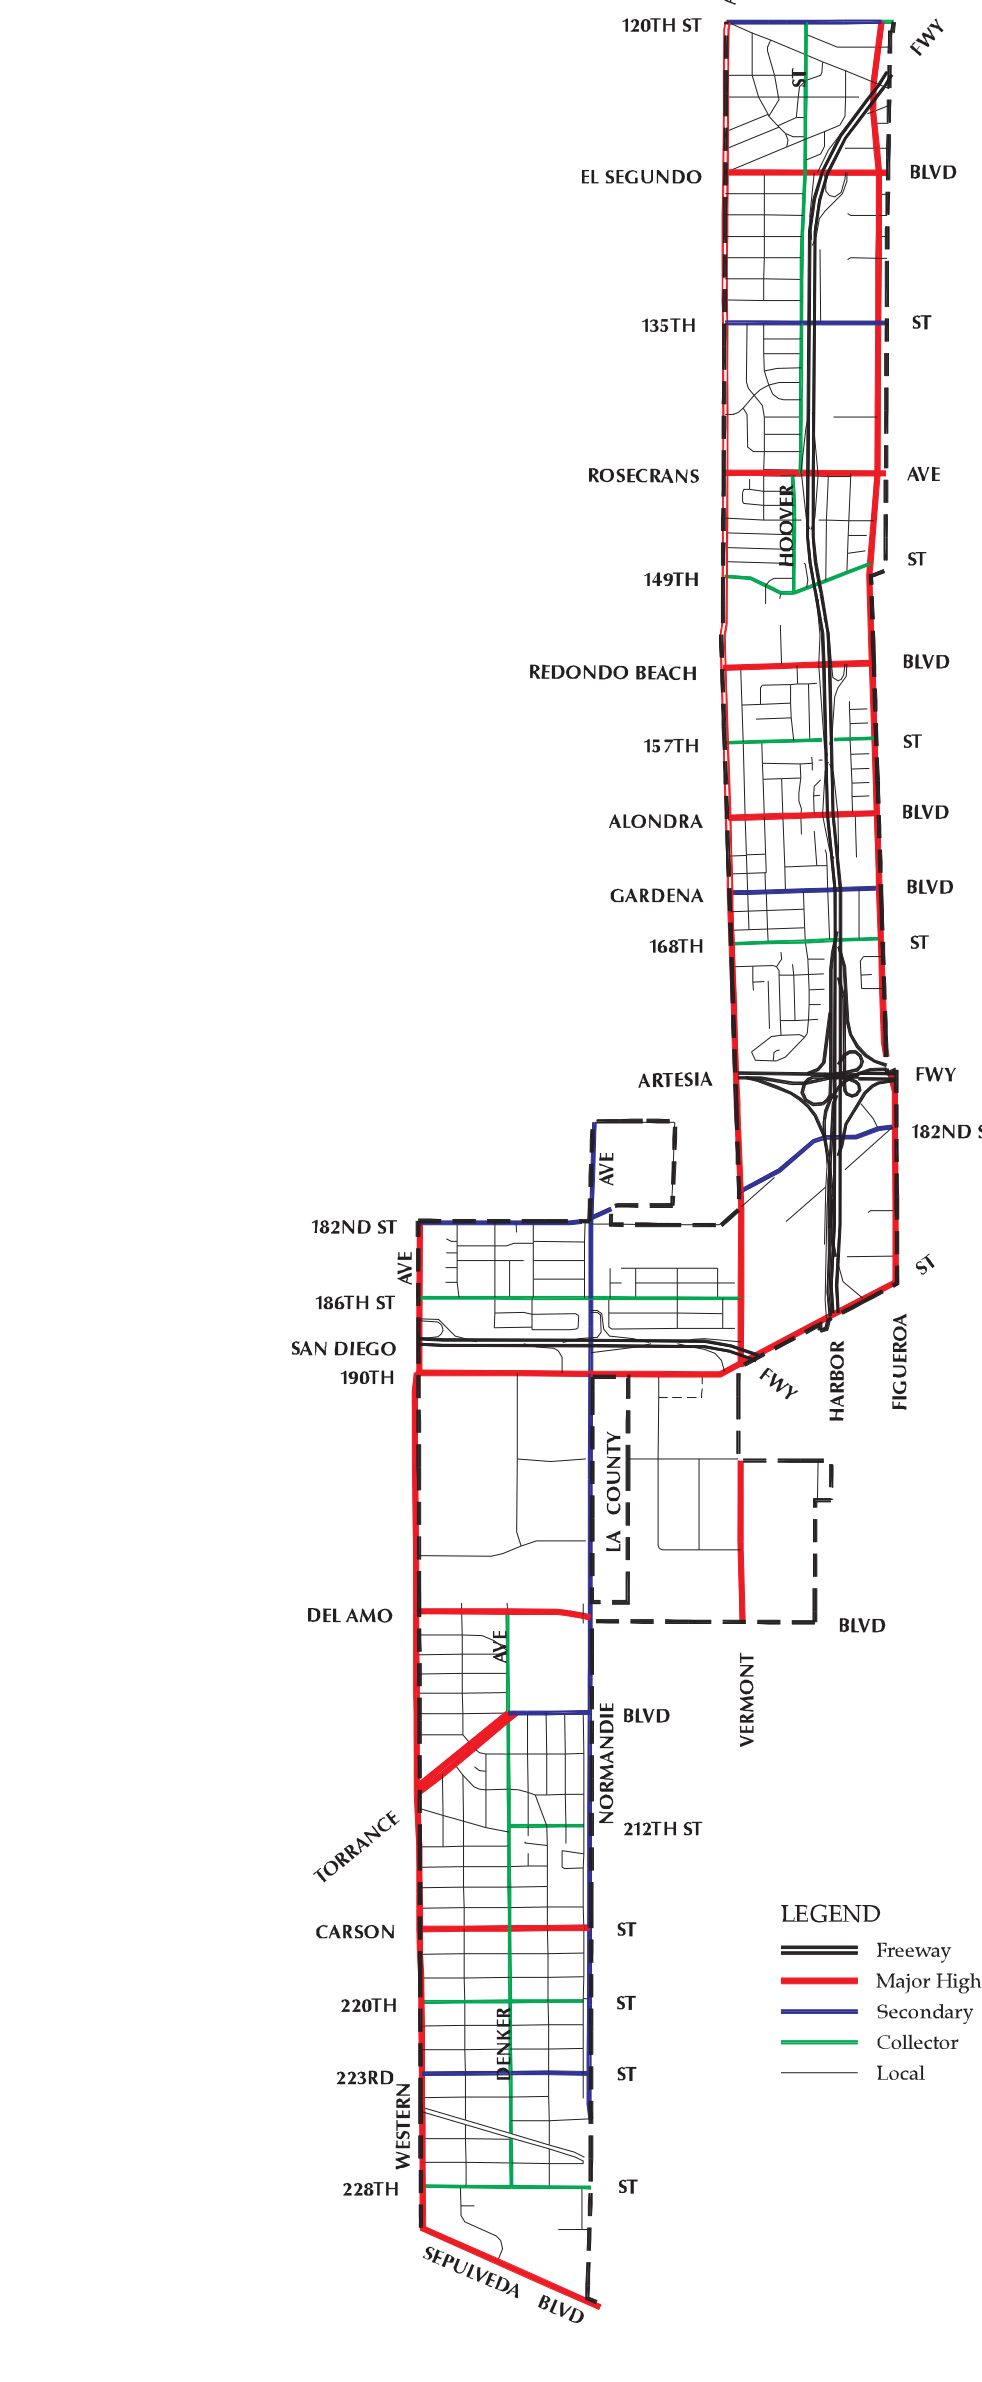 120TH ST
FWY
ST
EL SEGUNDO BLVD
135TH ST
ROSECRANS AVE
HOOVER
149TH ST
REDONDO BEACH BLVD
157TH ST
ALONDRA BLVD
GARDENA BLVD
168TH ST
ARTESIA FWY
182ND S
AVE
182ND ST
AVE
ST
186TH ST
SAN DIEGO
FWY
190TH
HARBOR
FIGUEROA
LA COUNTY
DEL AMO BLVD
AVE
VERMONT
NORMANDIE
BLVD
TORRANCE
212TH ST
CARSON ST
220TH ST
DENKER
223RD ST
WESTERN
228TH ST
SEPULVEDA BLVD
LEGEND
Freeway
Major High
Secondary
Collector
Local